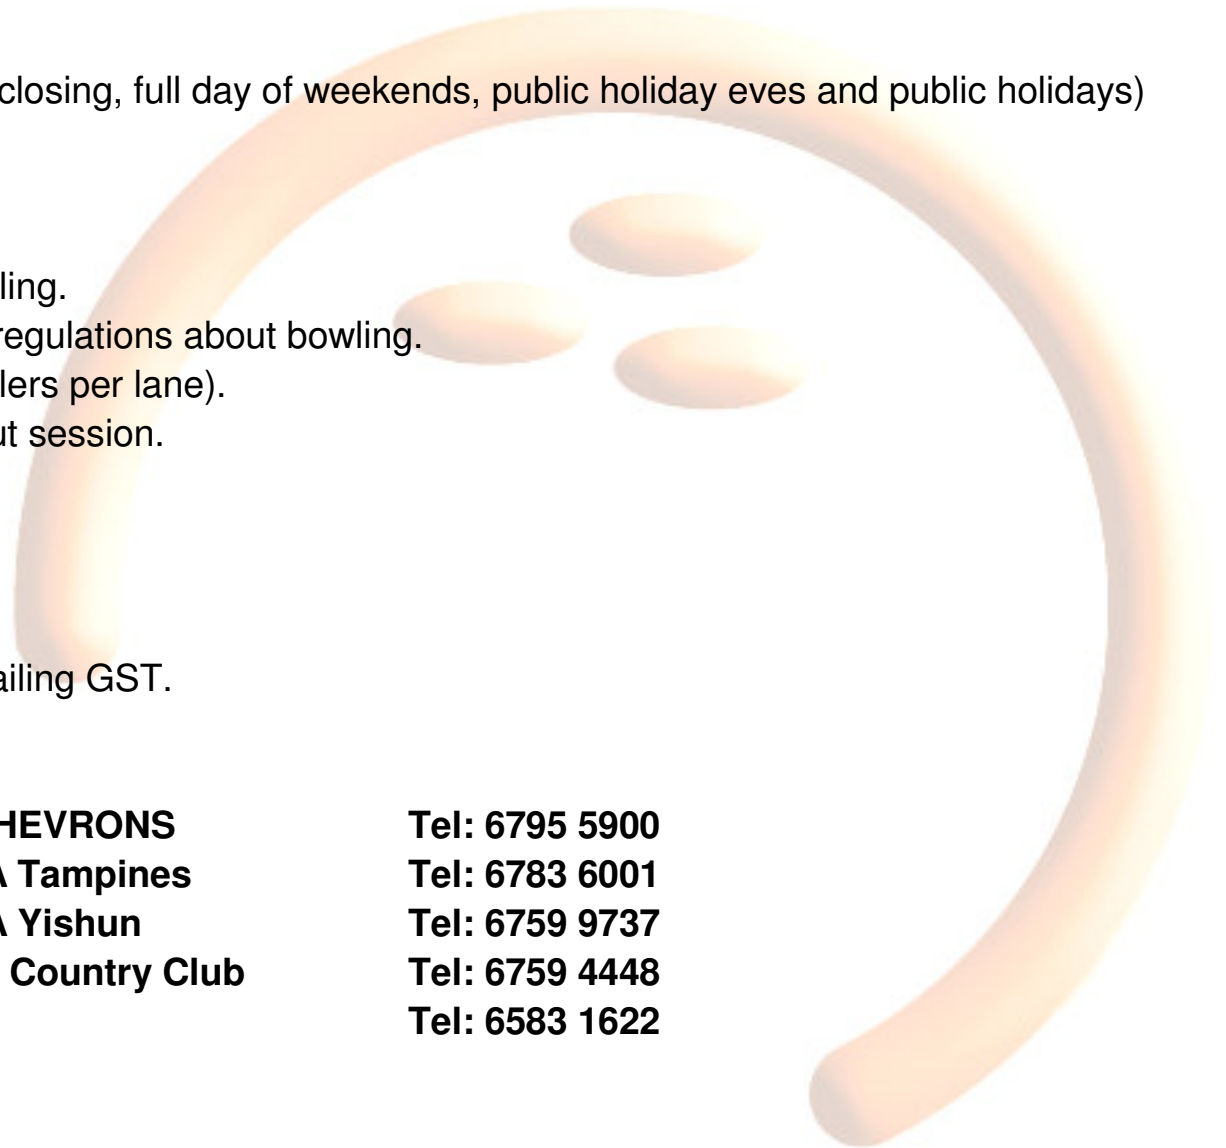 closing, full day of weekends, public holiday eves and public holidays)
ling.
regulations about bowling.
lers per lane).
ut session.
ailing GST.
HEVRONS Tel: 6795 5900
A Tampines Tel: 6783 6001
A Yishun Tel: 6759 9737
Country Club Tel: 6759 4448
Tel: 6583 1622